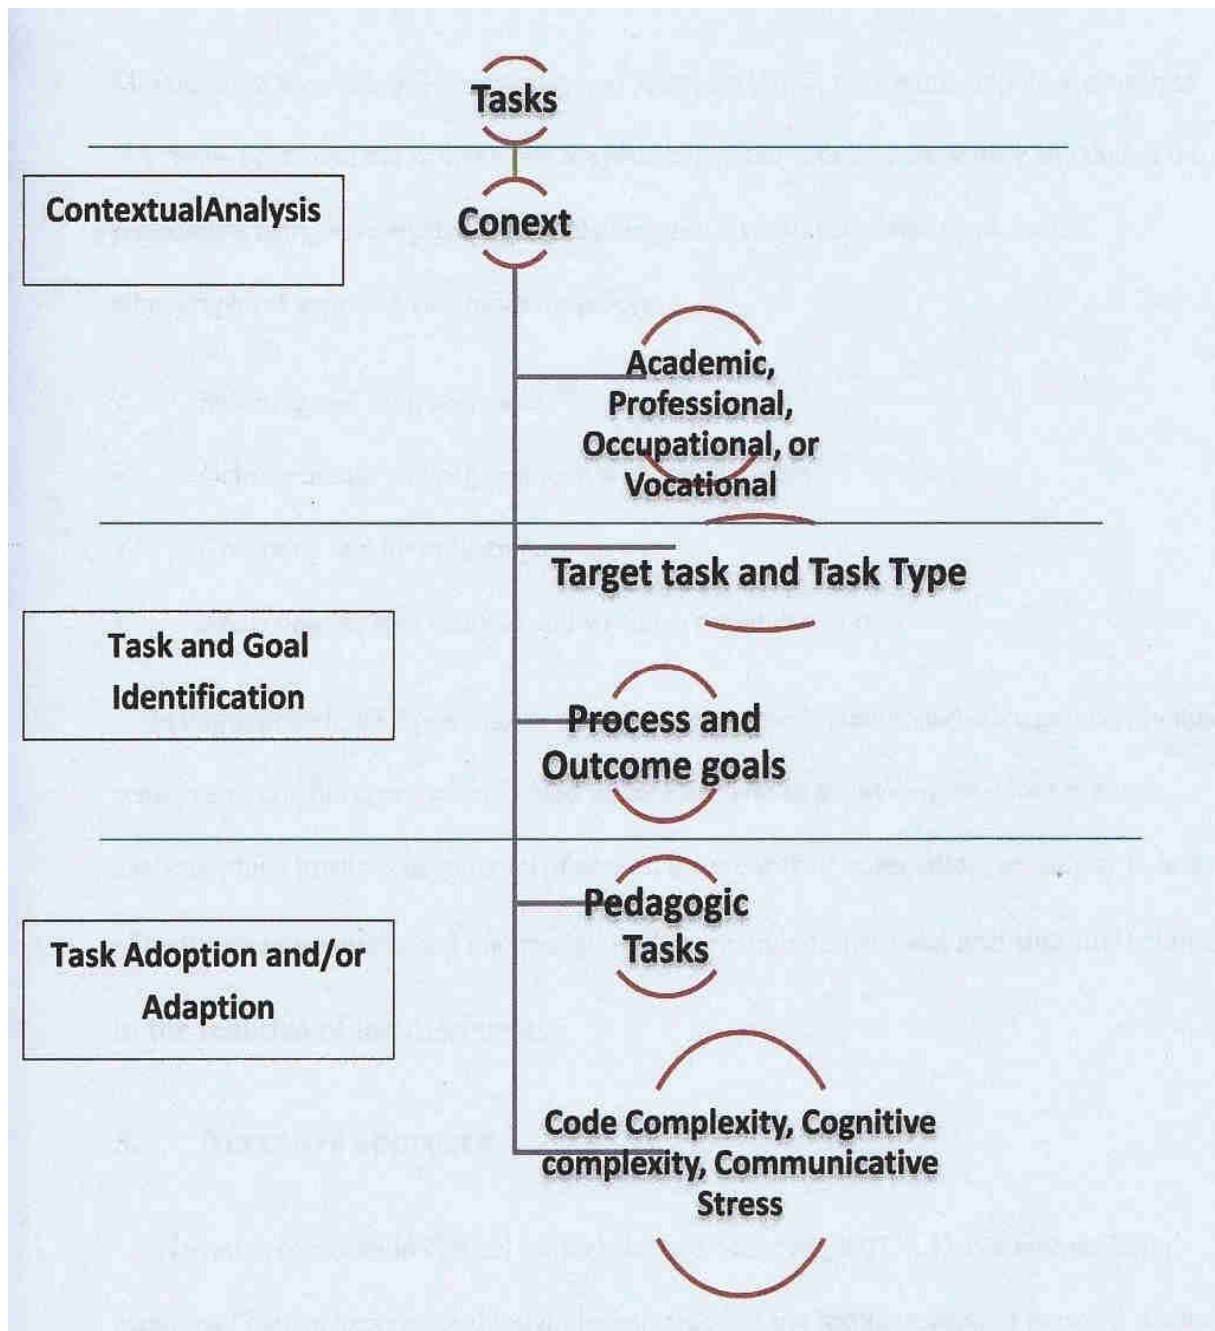 Tasks
ContextualAnalysis
Conext
Academic,
Professional,
Occupational, or
Vocational
Target task and Task Type
Task and Goal
Identification
Process and
Outcome goals
Pedagogic
Tasks
Task Adoption and/or
Adaption
Code Complexity, Cognitive
complexity, Communicative
Stress